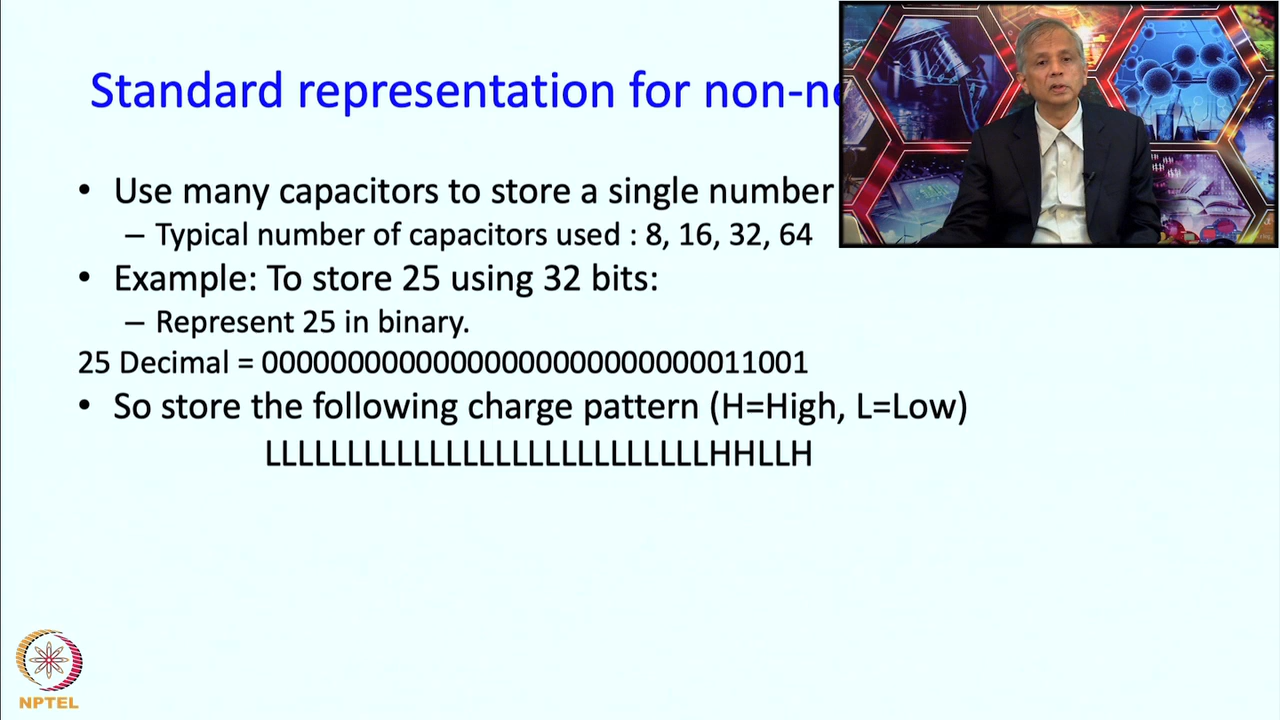 Standard representation for non-ne
• Use many capacitors to store a single number
– Typical number of capacitors used : 8, 16, 32, 64
• Example: To store 25 using 32 bits:
– Represent 25 in binary.
25 Decimal = 00000000000000000000000000011001
• So store the following charge pattern (H=High, L=Low)
LLLLLLLLLLLLLLLLLLLLLLLLLLLHHLLH
NPTEL